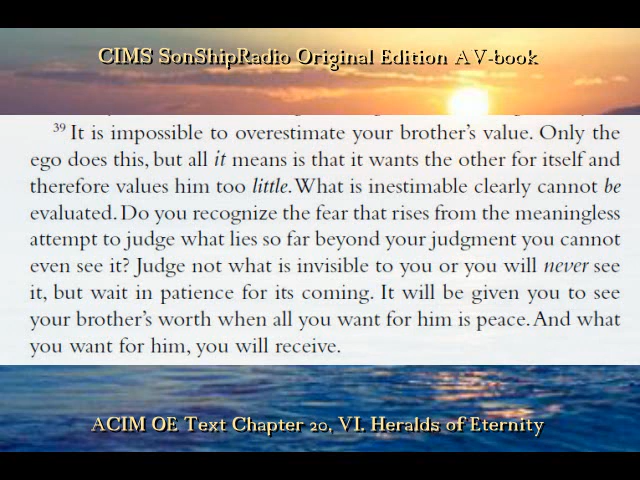 CIMS SonShipRadio Original Edition AV-book
39 It is impossible to overestimate your brother's value. Only the
ego does this, but all it means is that it wants the other for itself and
therefore values him too little. What is inestimable clearly cannot be
evaluated. Do you recognize the fear that rises from the meaningless
attempt to judge what lies so far beyond your judgment you cannot
even see it? Judge not what is invisible to you or you will never see
it, but wait in patience for its coming. It will be given you to see
your brother's worth when all you want for him is peace. And what
you want for him, you will receive.
ACIM OE Text Chapter 20, VI. Heralds of Eternity